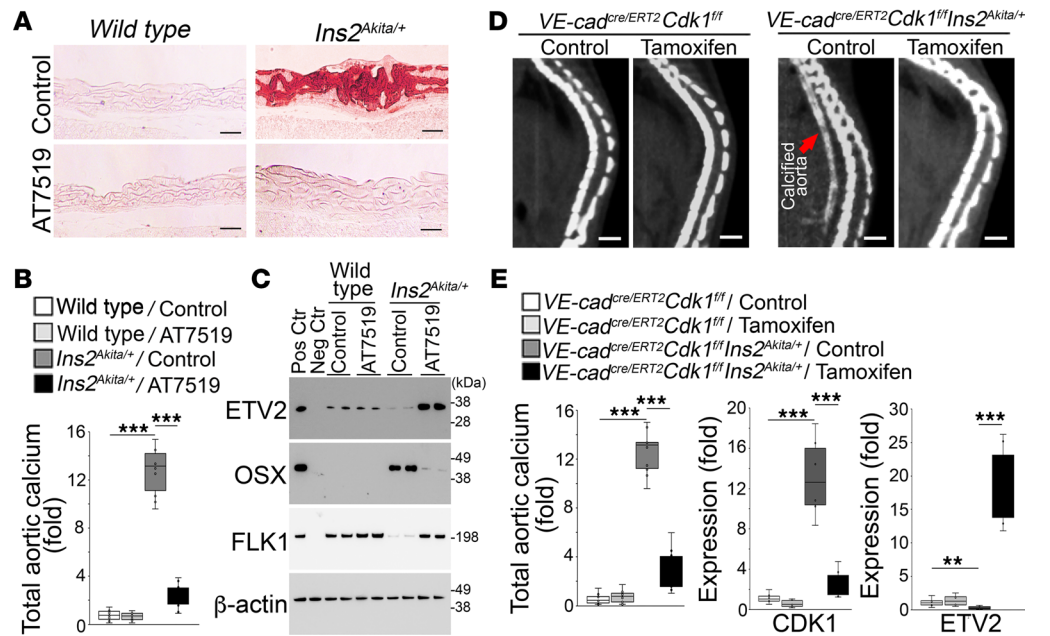 A
Wild type
Ins2Akita/+
Control
AT7519
B
Wild type / Control
Wild type / AT7519
Ins2Akita/+ / Control
Ins2Akita/+ / AT7519
Total aortic calcium
(fold)
16
12
8
4
0
***
***
C
Wild
type
Ins2Akita/+
Pos Ctr
Neg Ctr
Control
AT7519
Control
AT7519
(kDa)
ETV2
-38
-28
OSX
-49
-38
FLK1
-198
β-actin
-49
-38
D
VE-cadcre/ERT2Cdk1f/f
VE-cadcre/ERT2Cdk1f/fIns2Akita/+
Control
Tamoxifen
Control
Tamoxifen
Calcified
aorta
E
VE-cadcre/ERT2Cdk1f/f / Control
VE-cadcre/ERT2Cdk1f/f / Tamoxifen
VE-cadcre/ERT2Cdk1f/f Ins2Akita/+ / Control
VE-cadcre/ERT2Cdk1f/f Ins2Akita/+ / Tamoxifen
Total aortic calcium
(fold)
16
12
8
4
0
***
***
Expression (fold)
20
16
12
8
4
0
***
***
CDK1
Expression (fold)
30
25
20
15
10
5
0
**
***
ETV2